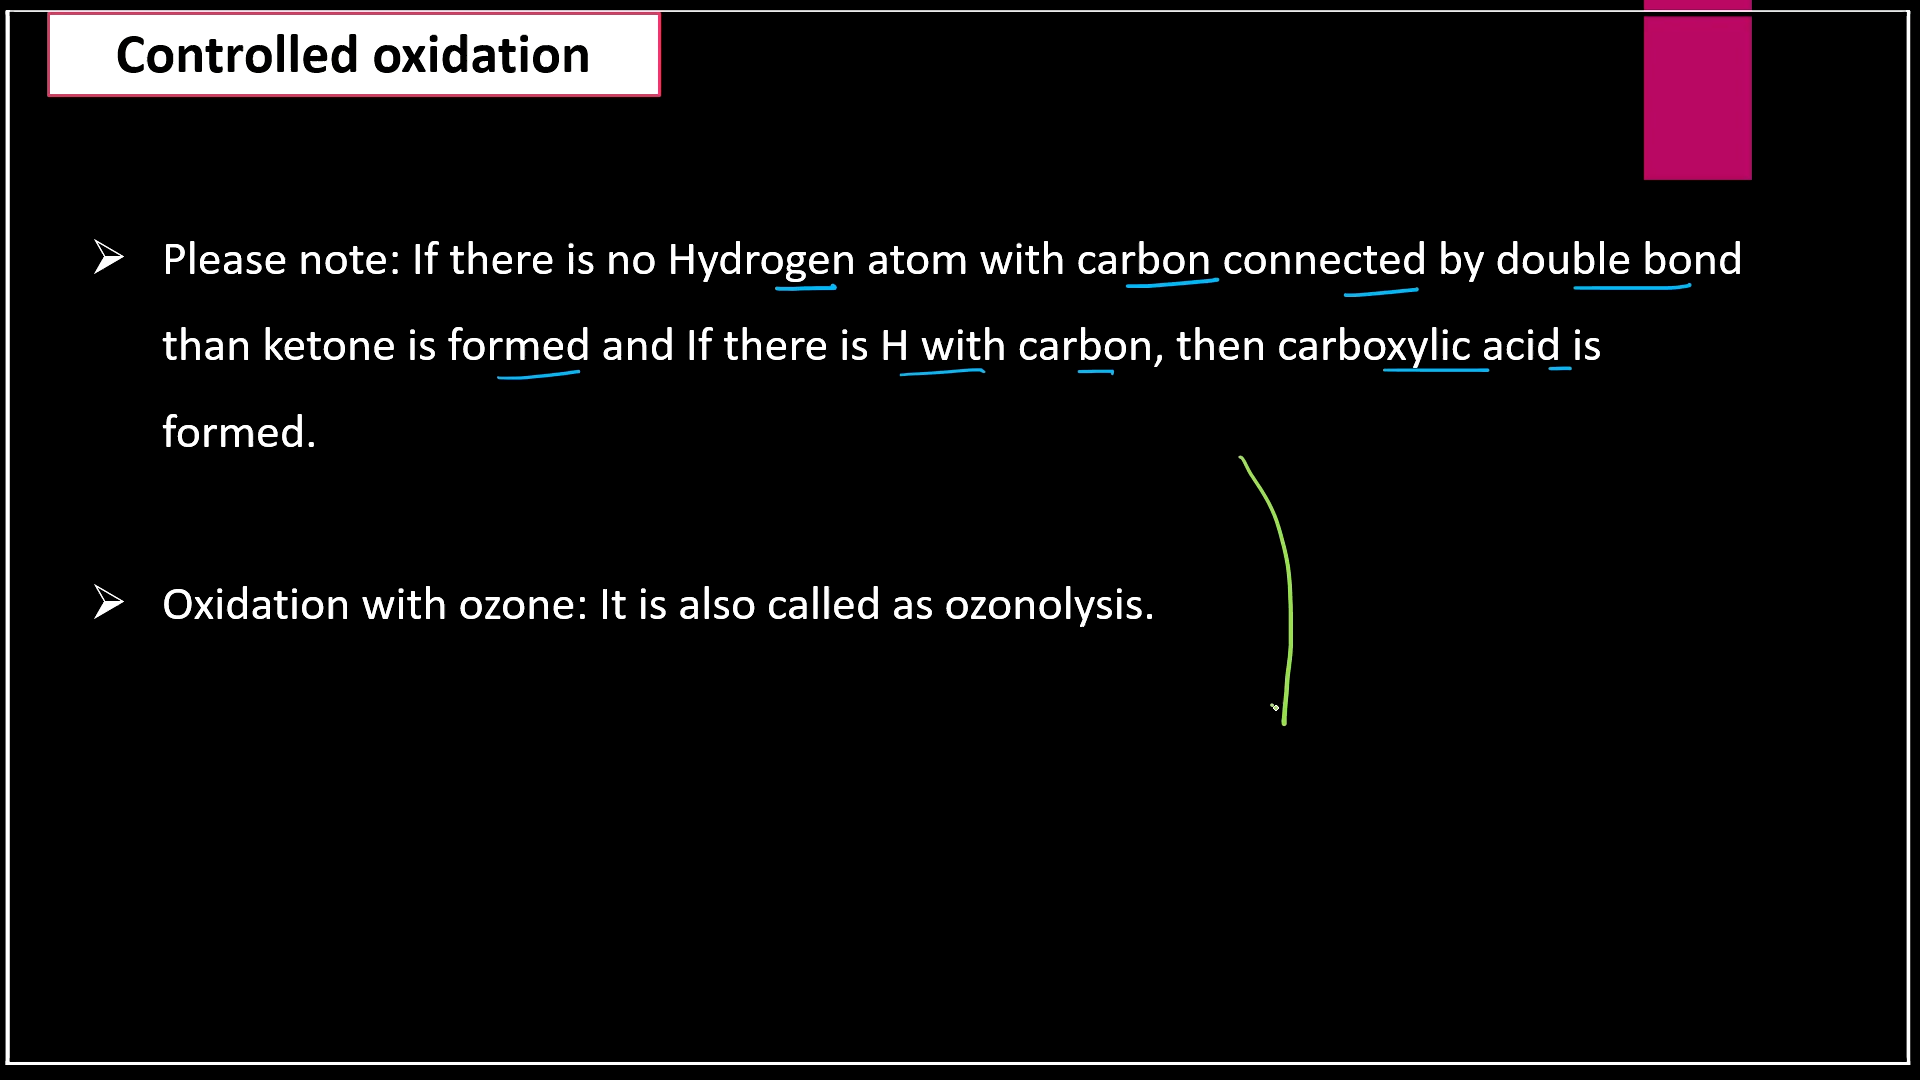 Controlled oxidation
Please note: If there is no Hydrogen atom with carbon connected by double bond
than ketone is formed and If there is H with carbon, then carboxylic acid is
formed.
Oxidation with ozone: It is also called as ozonolysis.